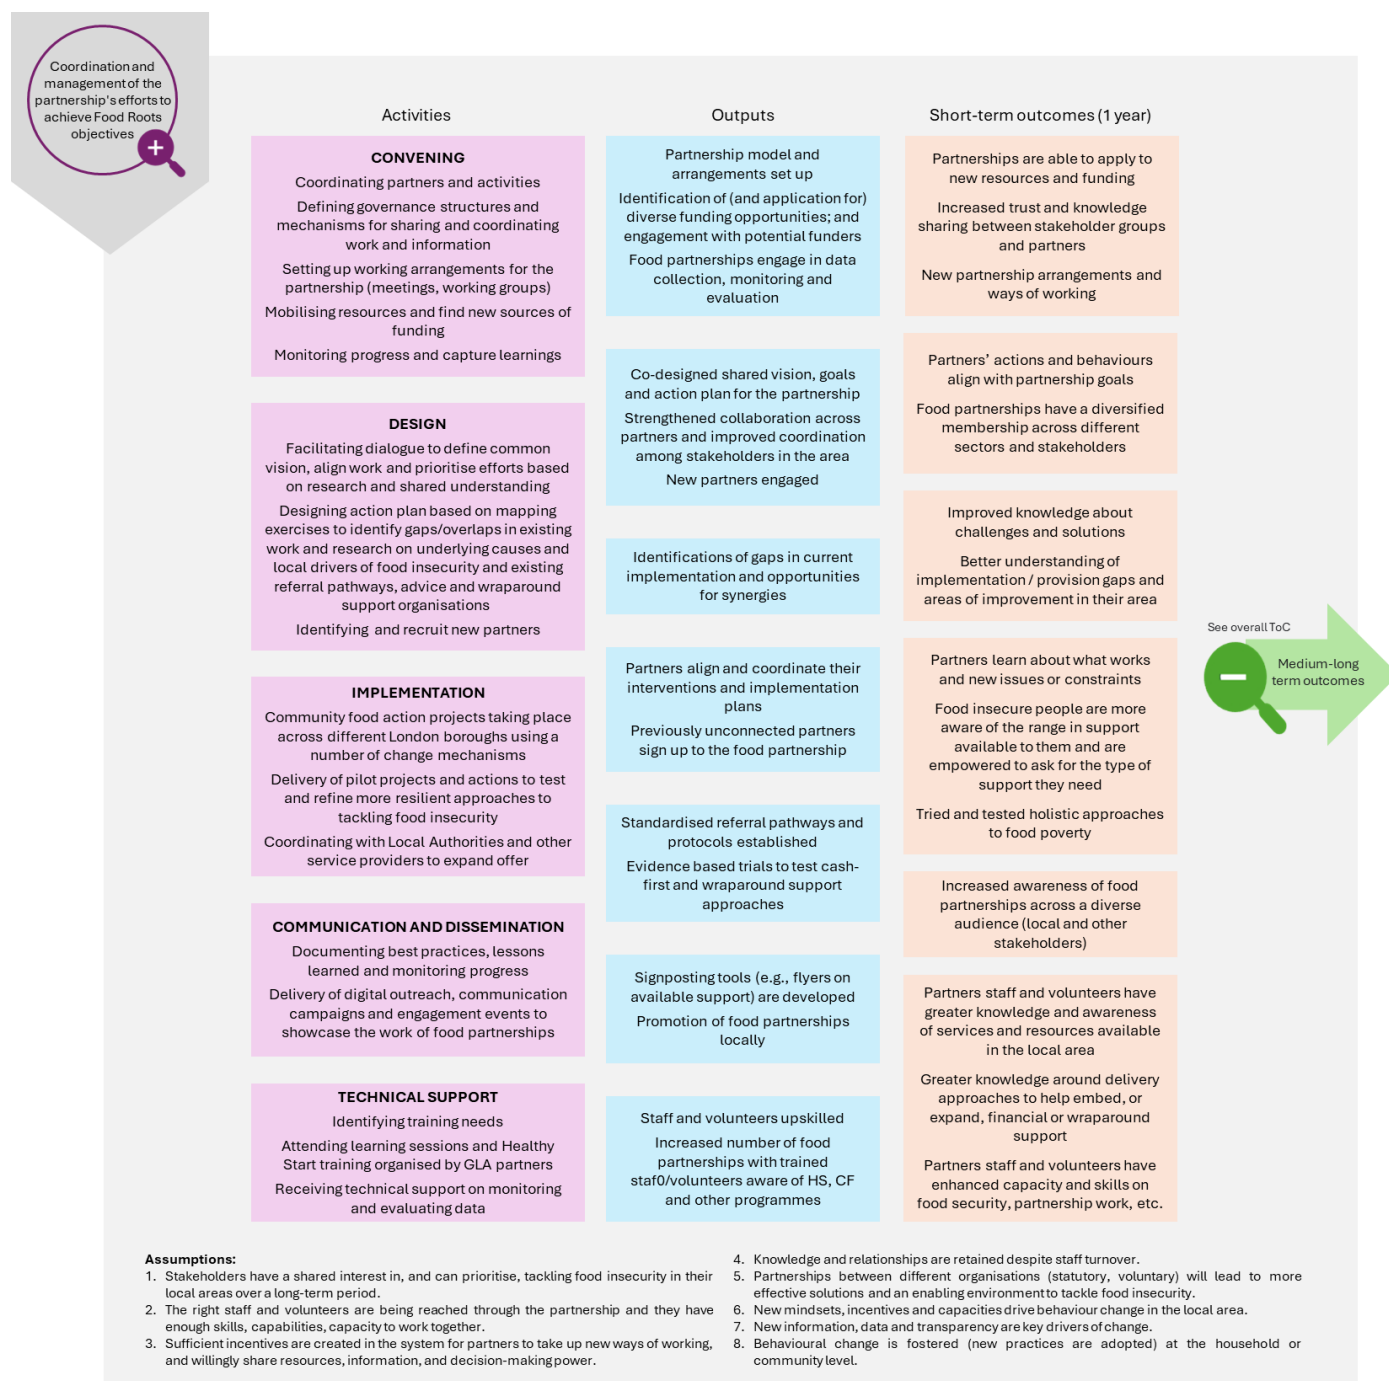 Coordination and
management of the
partnership's efforts to
achieve Food Roots
objectives
Activities
CONVENING
Coordinating partners and activities
Defining governance structures and
mechanisms for sharing and coordinating
work and information
Setting up working arrangements for the
partnership (meetings, working groups)
Mobilising resources and find new sources of
funding
Monitoring progress and capture learnings
DESIGN
Facilitating dialogue to define common
vision, align work and prioritise efforts based
on research and shared understanding
Designing action plan based on mapping
exercises to identify gaps/overlaps in existing
work and research on underlying causes and
local drivers of food insecurity and existing
referral pathways, advice and wraparound
support organisations
Identifying and recruit new partners
IMPLEMENTATION
Community food action projects taking place
across different London boroughs using a
number of change mechanisms
Delivery of pilot projects and actions to test
and refine more resilient approaches to
tackling food insecurity
Coordinating with Local Authorities and other
service providers to expand offer
COMMUNICATION AND DISSEMINATION
Documenting best practices, lessons
learned and monitoring progress
Delivery of digital outreach, communication
campaigns and engagement events to
showcase the work of food partnerships
TECHNICAL SUPPORT
Identifying training needs
Attending learning sessions and Healthy
Start training organised by GLA partners
Receiving technical support on monitoring
and evaluating data
Outputs
Partnership model and
arrangements set up
Identification of (and application for)
diverse funding opportunities; and
engagement with potential funders
Food partnerships engage in data
collection, monitoring and
evaluation
Co-designed shared vision, goals
and action plan for the partnership
Strengthened collaboration across
partners and improved coordination
among stakeholders in the area
New partners engaged
Identifications of gaps in current
implementation and opportunities
for synergies
Partners align and coordinate their
interventions and implementation
plans
Previously unconnected partners
sign up to the food partnership
Standardised referral pathways and
protocols established
Evidence based trials to test cash-
first and wraparound support
approaches
Signposting tools (e.g., flyers on
available support) are developed
Promotion of food partnerships
locally
Staff and volunteers upskilled
Increased number of food
partnerships with trained
staf0/volunteers aware of HS, CF
and other programmes
Short-term outcomes (1 year)
Partnerships are able to apply to
new resources and funding
Increased trust and knowledge
sharing between stakeholder groups
and partners
New partnership arrangements and
ways of working
Partners’ actions and behaviours
align with partnership goals
Food partnerships have a diversified
membership across different
sectors and stakeholders
Improved knowledge about
challenges and solutions
Better understanding of
implementation / provision gaps and
areas of improvement in their area
Partners learn about what works
and new issues or constraints
Food insecure people are more
aware of the range in support
available to them and are
empowered to ask for the type of
support they need
Tried and tested holistic approaches
to food poverty
Increased awareness of food
partnerships across a diverse
audience (local and other
stakeholders)
Partners staff and volunteers have
greater knowledge and awareness
of services and resources available
in the local area
Greater knowledge around delivery
approaches to help embed, or
expand, financial or wraparound
support
Partners staff and volunteers have
enhanced capacity and skills on
food security, partnership work, etc.
See overall ToC
Medium-long
term outcomes
Assumptions:
1. Stakeholders have a shared interest in, and can prioritise, tackling food insecurity in their
local areas over a long-term period.
2. The right staff and volunteers are being reached through the partnership and they have
enough skills, capabilities, capacity to work together.
3. Sufficient incentives are created in the system for partners to take up new ways of working,
and willingly share resources, information, and decision-making power.
4. Knowledge and relationships are retained despite staff turnover.
5. Partnerships between different organisations (statutory, voluntary) will lead to more
effective solutions and an enabling environment to tackle food insecurity.
6. New mindsets, incentives and capacities drive behaviour change in the local area.
7. New information, data and transparency are key drivers of change.
8. Behavioural change is fostered (new practices are adopted) at the household or
community level.